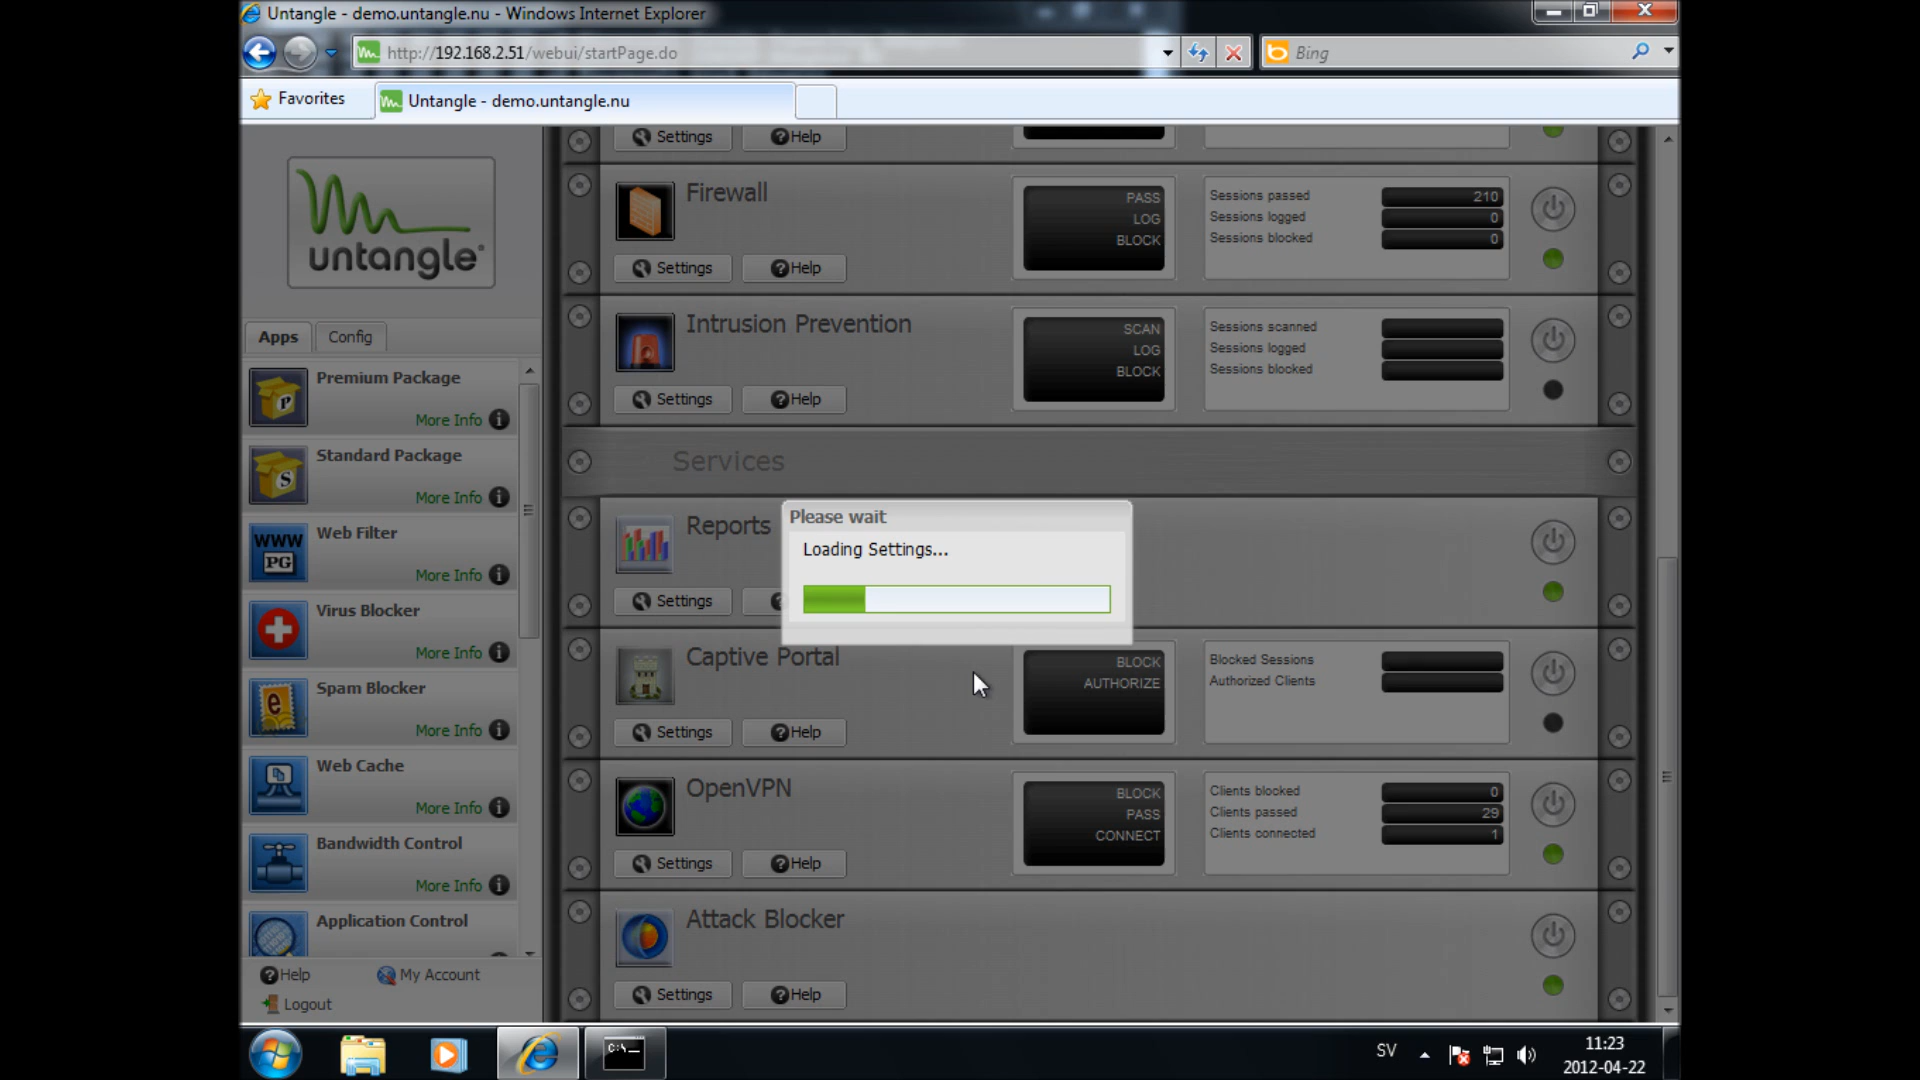 Untangle - demo.untangle.nu - Windows Internet Explorer
http://192.168.2.51/webui/startPage.do
Bing
Favorites
Untangle - demo.untangle.nu
untangle
Apps
Config
Premium Package
More Info
Standard Package
More Info
WWW
PG
Web Filter
More Info
Virus Blocker
More Info
Spam Blocker
More Info
Web Cache
More Info
Bandwidth Control
More Info
Application Control
Help
My Account
Logout
Settings
Help
Firewall
Settings
Help
PASS
LOG
BLOCK
Sessions passed 210
Sessions logged 0
Sessions blocked 0
Intrusion Prevention
Settings
Help
SCAN
LOG
BLOCK
Sessions scanned
Sessions logged
Sessions blocked
Services
Reports
Settings
Please wait
Loading Settings...
Captive Portal
Settings
Help
BLOCK
AUTHORIZE
Blocked Sessions
Authorized Clients
OpenVPN
Settings
Help
BLOCK
PASS
CONNECT
Clients blocked 0
Clients passed 29
Clients connected 1
Attack Blocker
Settings
Help
C:\
SV
11:23
2012-04-22